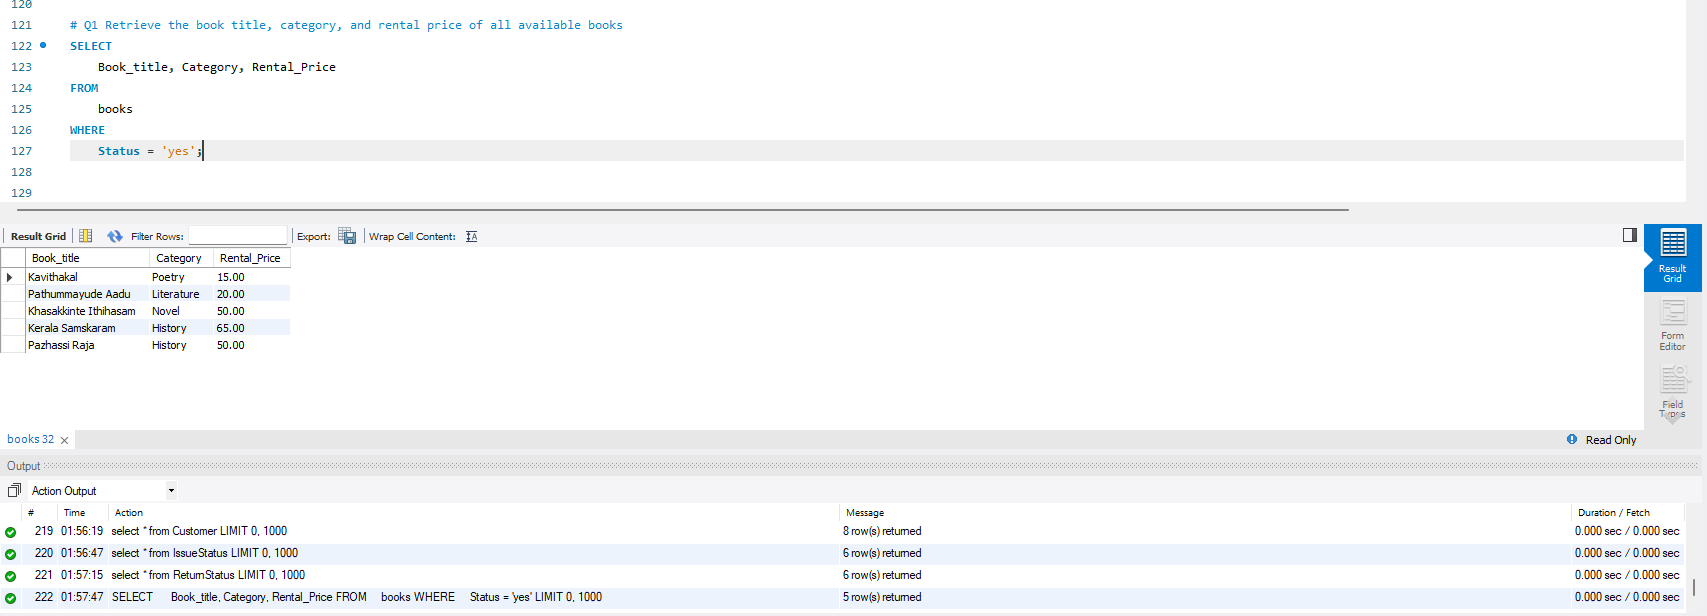 120
121 # Q1 Retrieve the book title, category, and rental price of all available books
122 SELECT
123 Book_title, Category, Rental_Price
124 FROM
125 books
126 WHERE
127 Status = 'yes';
128
129
Result Grid Filter Rows: Export: Wrap Cell Content:
Book_title Category Rental_Price
Kavithakal Poetry 15.00
Pathummayude Aadu Literature 20.00
Khasakkinte Ithihasam Novel 50.00
Kerala Samskaram History 65.00
Pazhassi Raja History 50.00
Result
Grid
Form
Editor
Field
Types
books 32 Read Only
Output
Action Output
# Time Action Message Duration / Fetch
219 01:56:19 select * from Customer LIMIT 0, 1000 8 row(s) returned 0.000 sec / 0.000 sec
220 01:56:47 select * from IssueStatus LIMIT 0, 1000 6 row(s) returned 0.000 sec / 0.000 sec
221 01:57:15 select * from ReturnStatus LIMIT 0, 1000 6 row(s) returned 0.000 sec / 0.000 sec
222 01:57:47 SELECT Book_title, Category, Rental_Price FROM books WHERE Status = 'yes' LIMIT 0, 1000 5 row(s) returned 0.000 sec / 0.000 sec